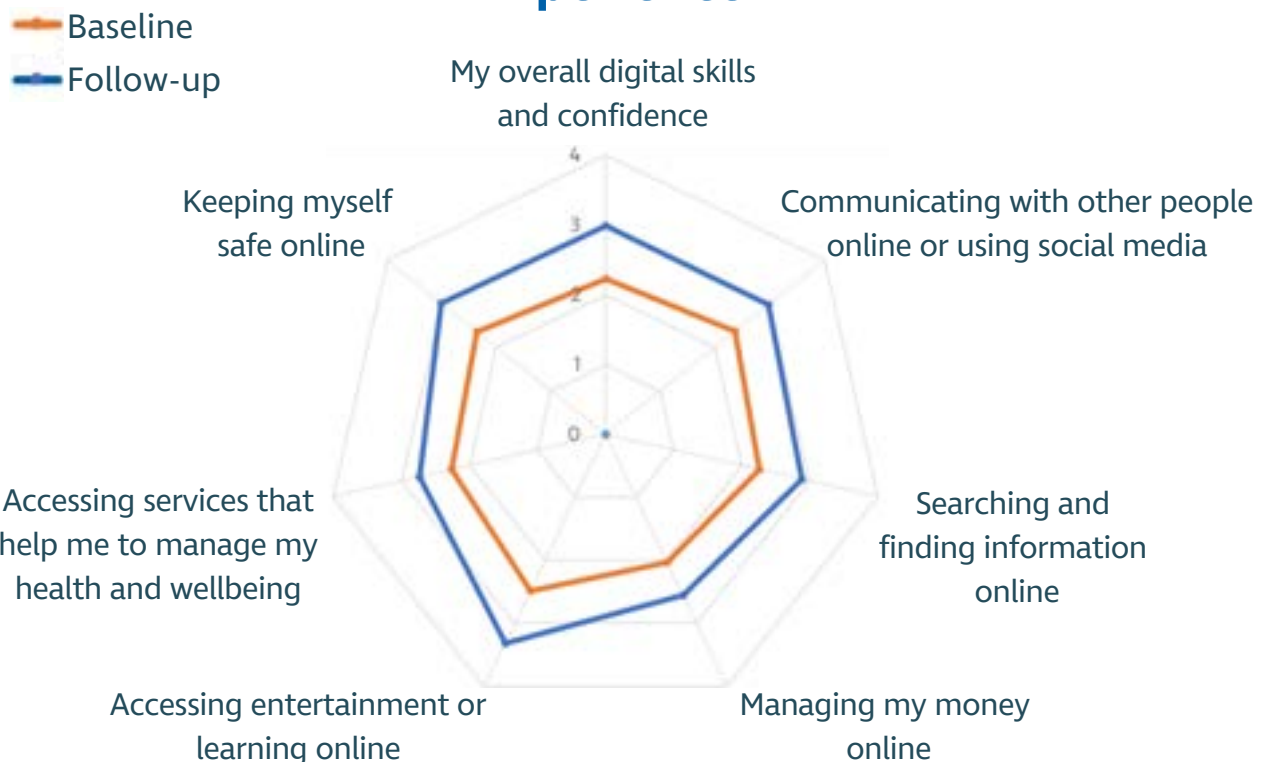 Baseline
Follow-up
My overall digital skills
and confidence
Keeping myself
safe online
Communicating with other people
online or using social media
4
3
2
1
0
Accessing services that
help me to manage my
health and wellbeing
Searching and
finding information
online
Accessing entertainment or
learning online
Managing my money
online